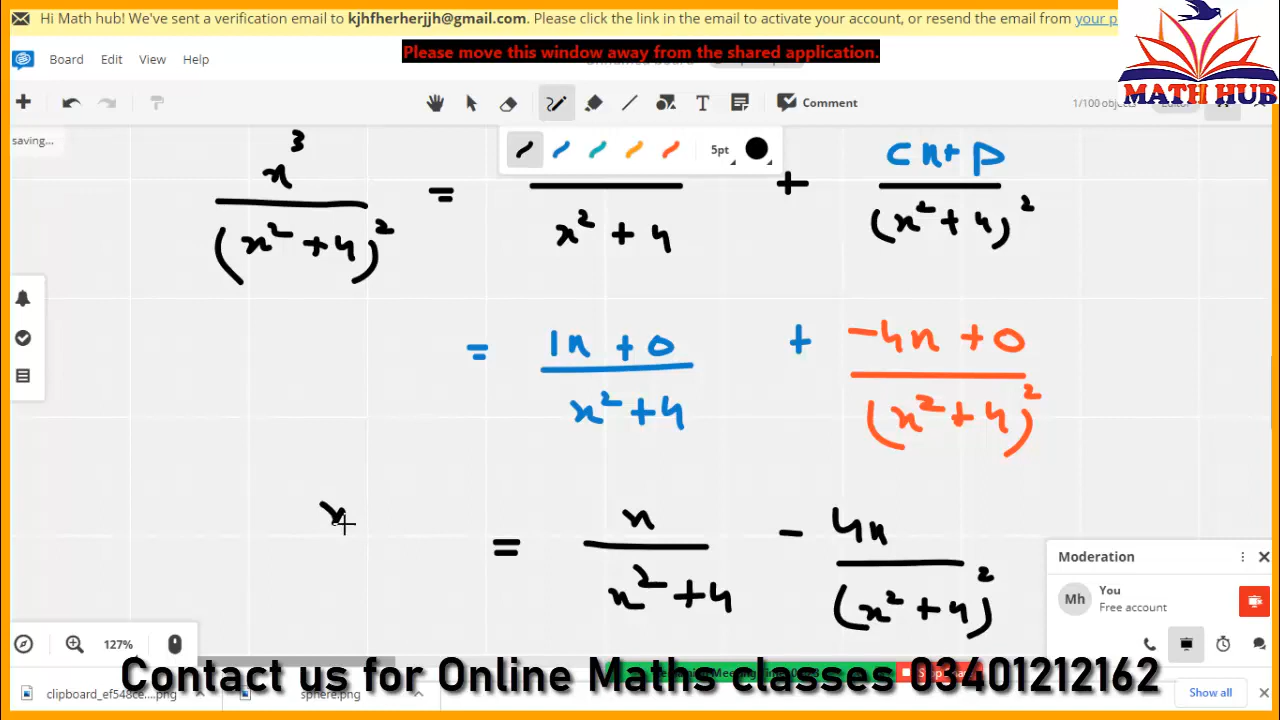 Hi Math hub! We've sent a verification email to kjhfherherjjh@gmail.com. Please click the link in the email to activate your account, or resend the email from your p
Please move this window away from the shared application.
MATH HUB
Board Edit View Help
T Comment 1/100 objec
saving...
5pt
x³ / (x² + 4)² = / x² + 4 + Cx + D / (x² + 4)²
= 1x + 0 / x² + 4 + -4x + 0 / (x² + 4)²
x = x / x² + 4 - 4x / (x² + 4)²
Moderation
Mh You
Free account
127%
Contact us for Online Maths classes 03401212162
clipboard_ef548ce....png sphere.png Show all